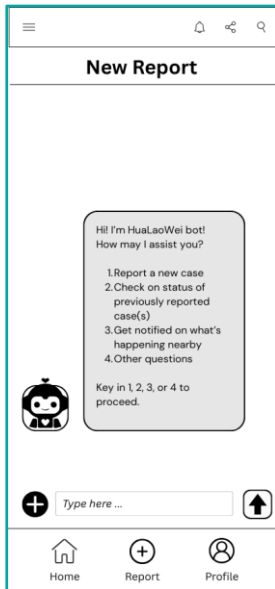 New Report
Hi! I'm HuaLaoWei bot!
How may I assist you?
1.Report a new case
2.Check on status of
previously reported
case(s)
3.Get notified on what's
happening nearby
4.Other questions
Key in 1, 2, 3, or 4 to
proceed.
Type here ...
Home Report Profile